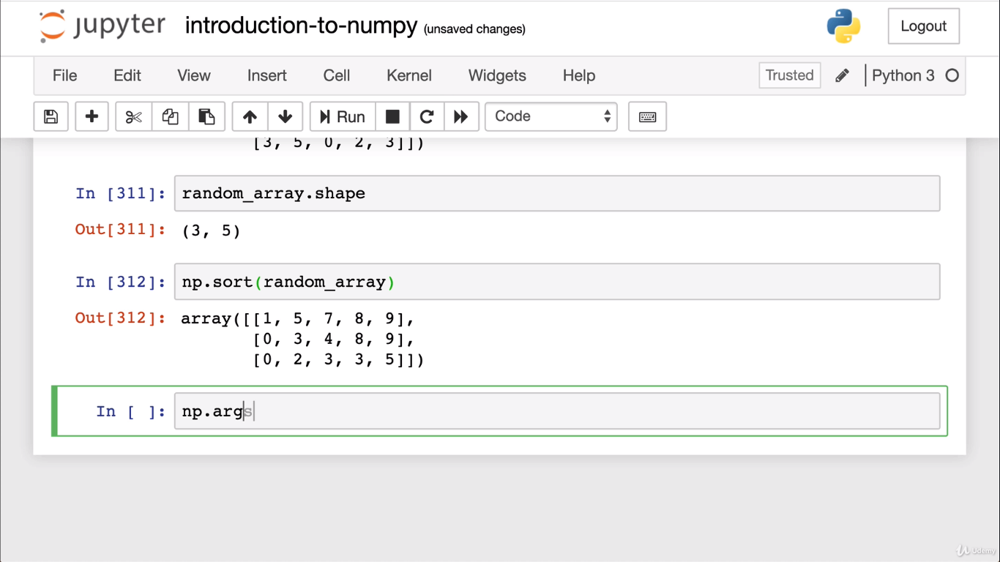 jupyter introduction-to-numpy (unsaved changes) Logout
File Edit View Insert Cell Kernel Widgets Help Trusted Python 3
Run Code
[3, 5, 0, 2, 3]])
In [311]: random_array.shape
Out[311]: (3, 5)
In [312]: np.sort(random_array)
Out[312]: array([[1, 5, 7, 8, 9],
[0, 3, 4, 8, 9],
[0, 2, 3, 3, 5]])
In [ ]: np.args
Udemy